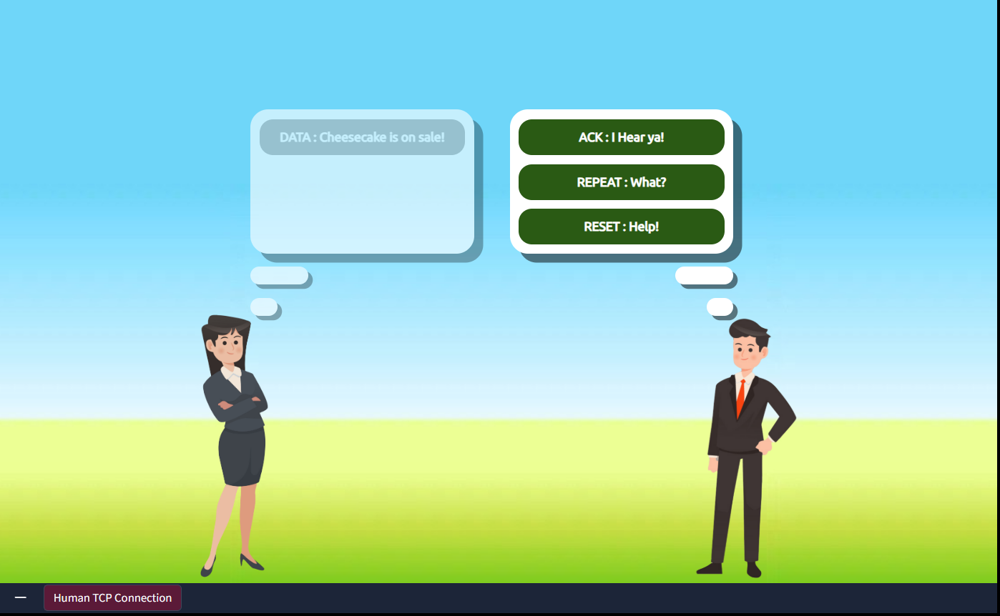 DATA : Cheesecake is on sale!
ACK : I Hear ya!
REPEAT : What?
RESET : Help!
Human TCP Connection